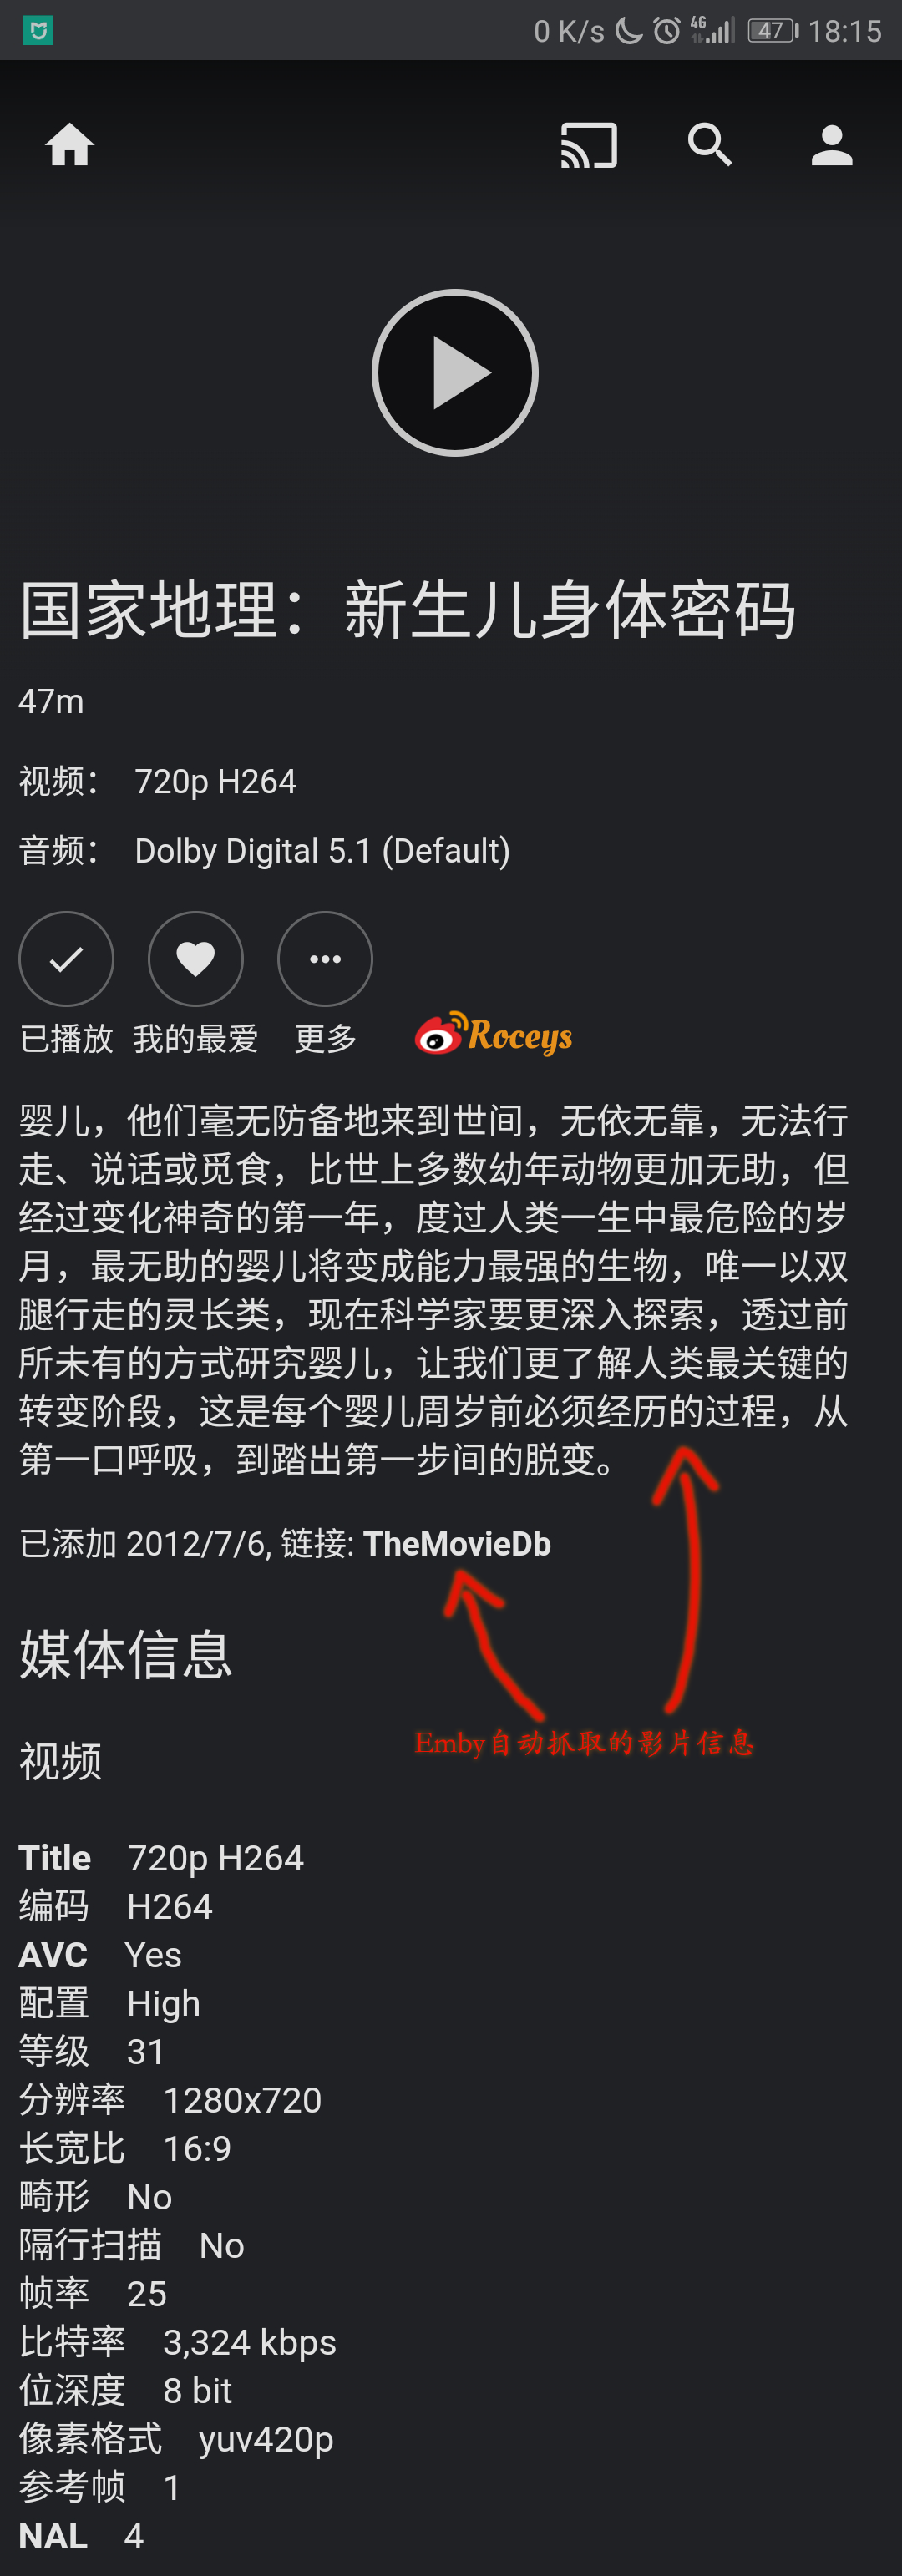 0 K/s 4G 47 18:15
国家地理：新生儿身体密码
47m
视频： 720p H264
音频： Dolby Digital 5.1 (Default)
已播放 我的最爱 更多 Roceys
婴儿，他们毫无防备地来到世间，无依无靠，无法行
走、说话或觅食，比世上多数幼年动物更加无助，但
经过变化神奇的第一年，度过人类一生中最危险的岁
月，最无助的婴儿将变成能力最强的生物，唯一以双
腿行走的灵长类，现在科学家要更深入探索，透过前
所未有的方式研究婴儿，让我们更了解人类最关键的
转变阶段，这是每个婴儿周岁前必须经历的过程，从
第一口呼吸，到踏出第一步间的脱变。
已添加 2012/7/6, 链接: TheMovieDb
媒体信息
Emby自动抓取的影片信息
视频
Title 720p H264
编码 H264
AVC Yes
配置 High
等级 31
分辨率 1280x720
长宽比 16:9
畸形 No
隔行扫描 No
帧率 25
比特率 3,324 kbps
位深度 8 bit
像素格式 yuv420p
参考帧 1
NAL 4